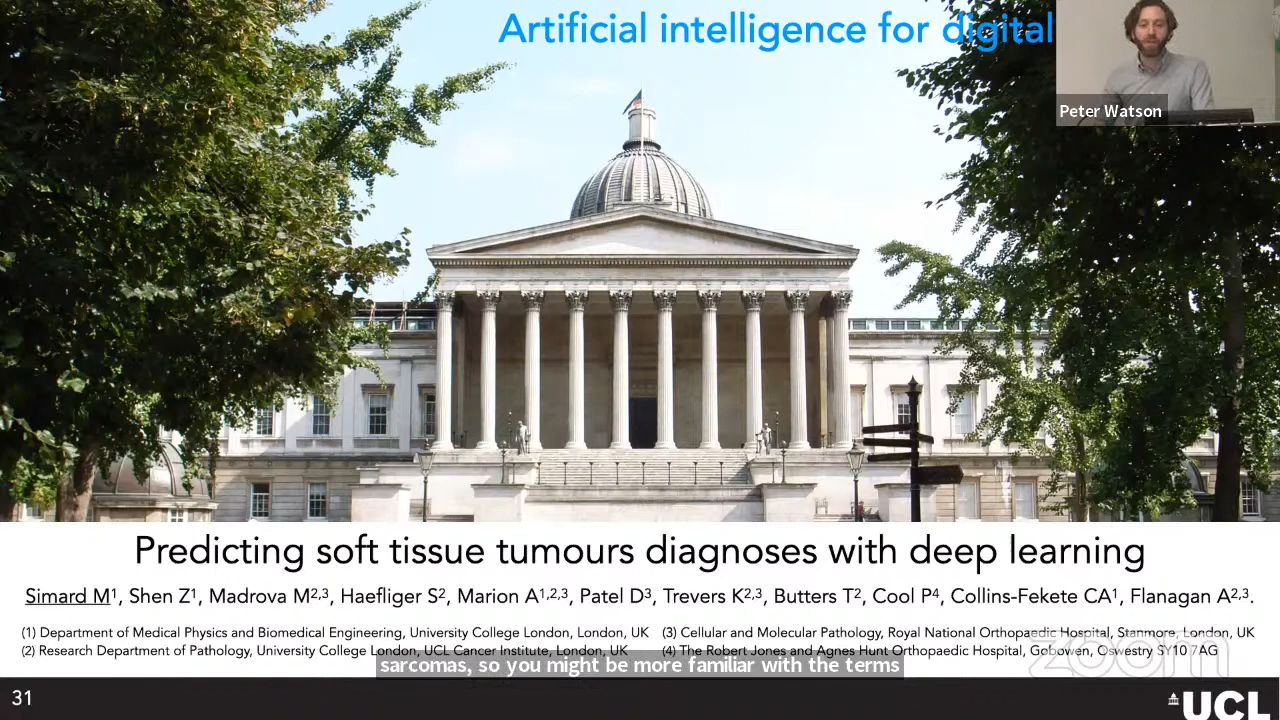 Artificial intelligence for digital
Peter Watson
Predicting soft tissue tumours diagnoses with deep learning
Simard M1, Shen Z1, Madrova M2,3, Haefliger S2, Marion A1,2,3, Patel D3, Trevers K2,3, Butters T2, Cool P4, Collins-Fekete CA1, Flanagan A2,3.
(1) Department of Medical Physics and Biomedical Engineering, University College London, London, UK
(2) Research Department of Pathology, University College London, UCL Cancer Institute, London, UK
(3) Cellular and Molecular Pathology, Royal National Orthopaedic Hospital, Stanmore, London, UK
(4) The Robert Jones and Agnes Hunt Orthopaedic Hospital, Gobowen, Oswestry SY10 7AG
sarcomas, so you might be more familiar with the terms
zoom
31
UCL